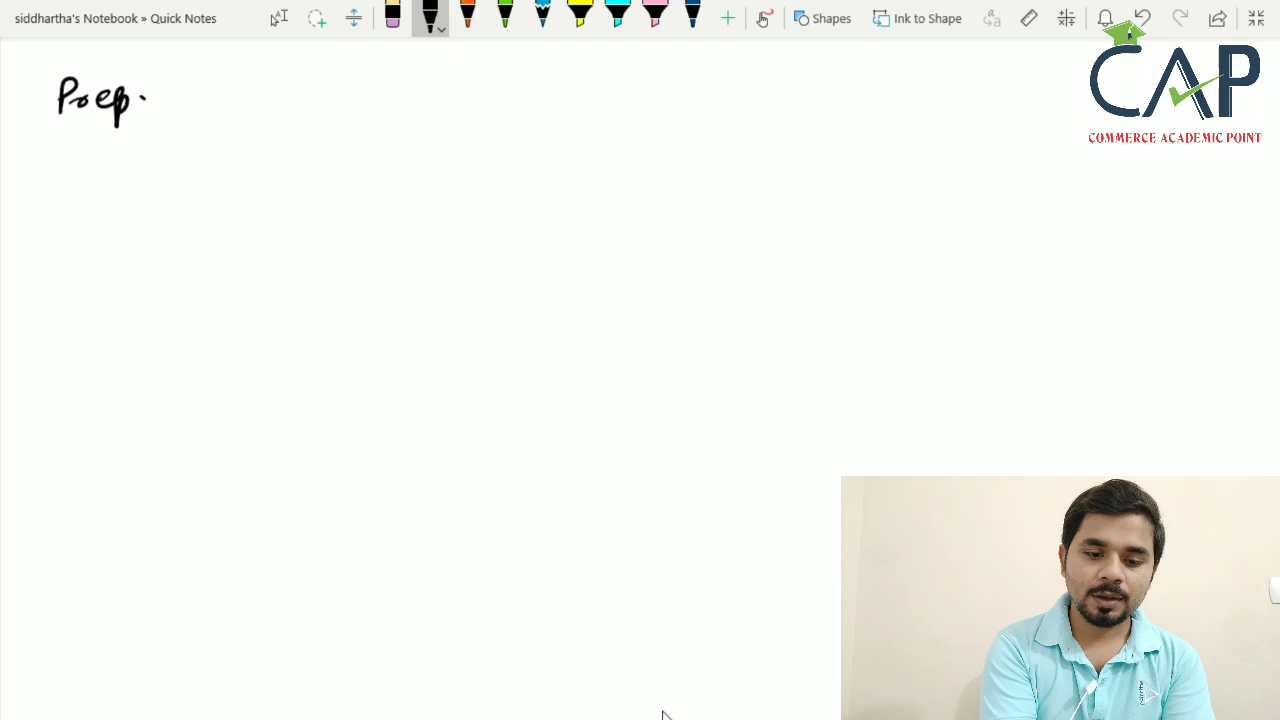 siddhartha's Notebook » Quick Notes
Shapes
Ink to Shape
CAP
COMMERCE ACADEMIC POINT
Prep.